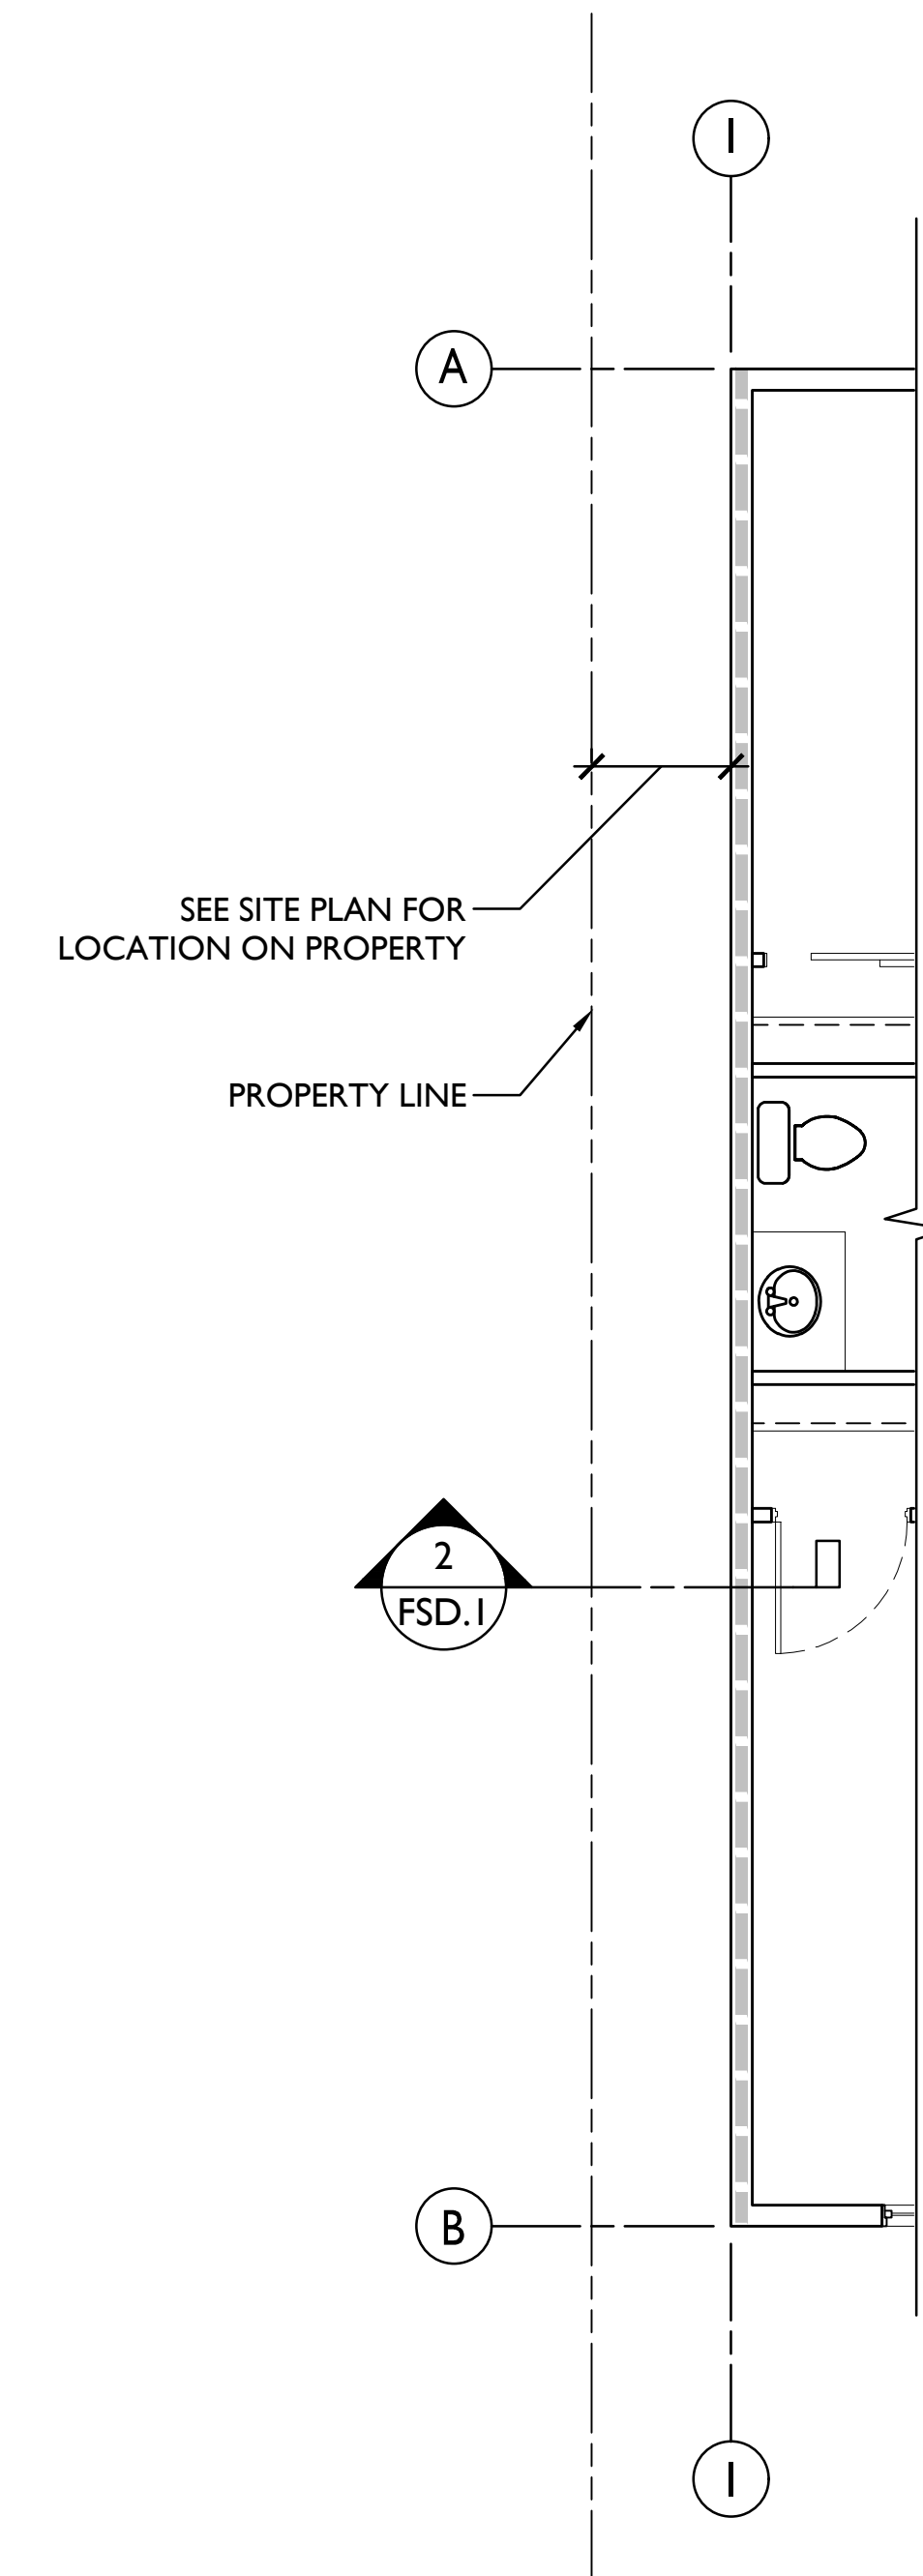 1
A
SEE SITE PLAN FOR
LOCATION ON PROPERTY
PROPERTY LINE
2
FSD.1
B
1